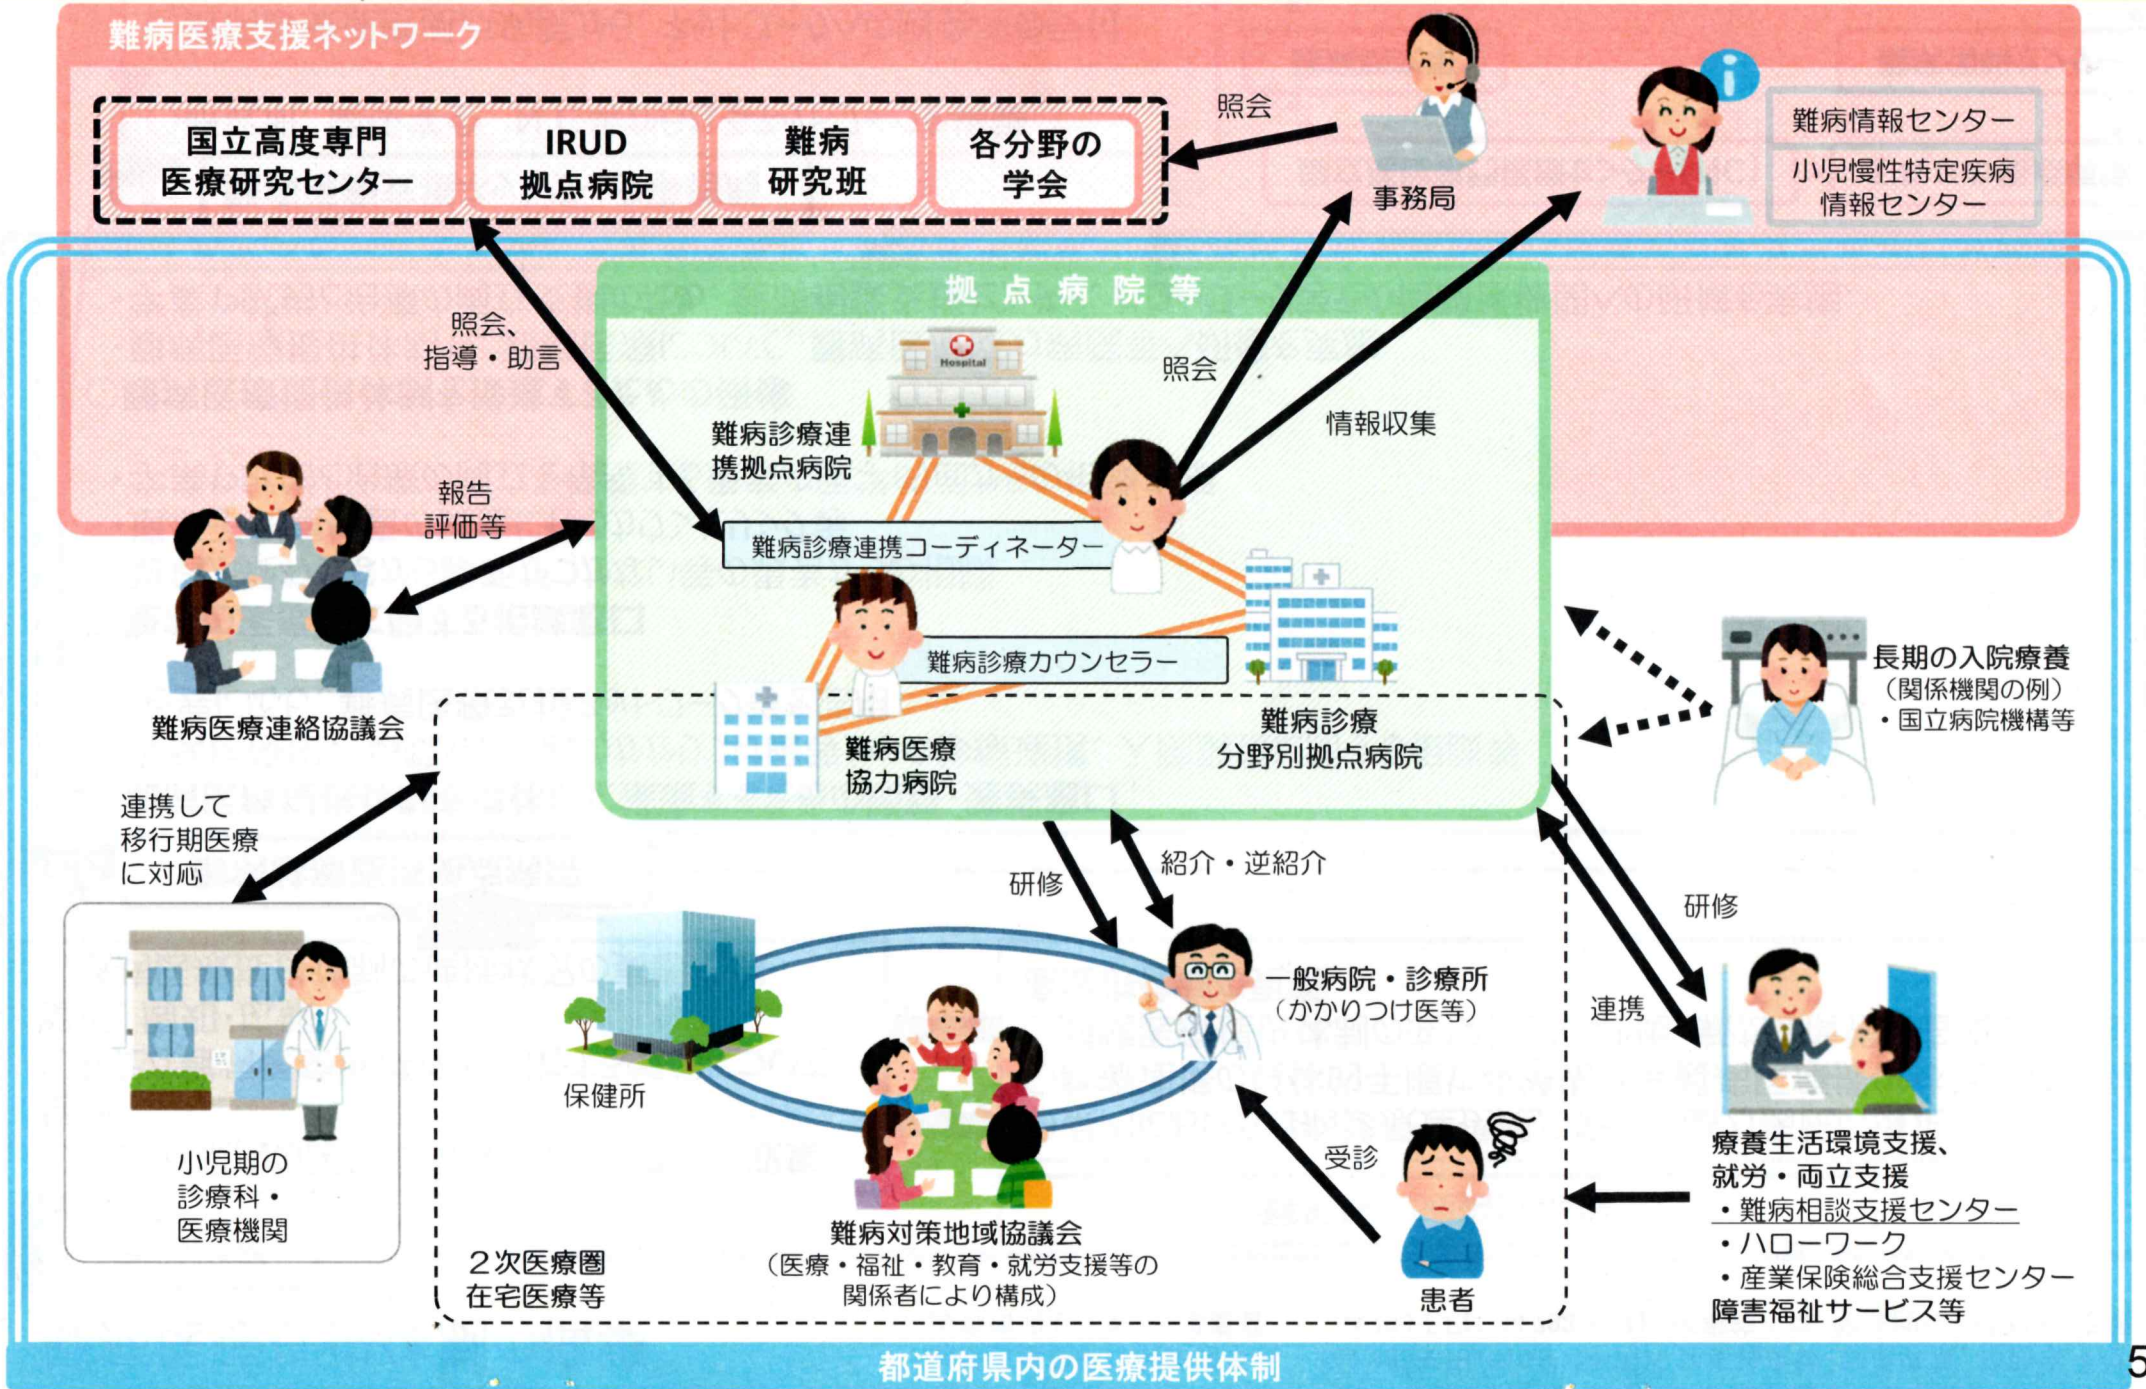 難病医療支援ネットワーク
国立高度専門
医療研究センター
IRUD
拠点病院
難病
研究班
各分野の
学会
照会
事務局
i
難病情報センター
小児慢性特定疾病
情報センター
拠点病院等
照会、
指導・助言
Hospital
難病診療連
携拠点病院
照会
情報収集
報告
評価等
難病診療連携コーディネーター
難病診療カウンセラー
難病医療連絡協議会
難病医療
協力病院
難病診療
分野別拠点病院
長期の入院療養
（関係機関の例）
・国立病院機構等
連携して
移行期医療
に対応
研修
紹介・逆紹介
研修
連携
一般病院・診療所
（かかりつけ医等）
保健所
受診
小児期の
診療科・
医療機関
難病対策地域協議会
（医療・福祉・教育・就労支援等の
関係者により構成）
２次医療圏
在宅医療等
患者
療養生活環境支援、
就労・両立支援
・難病相談支援センター
・ハローワーク
・産業保険総合支援センター
障害福祉サービス等
都道府県内の医療提供体制
5